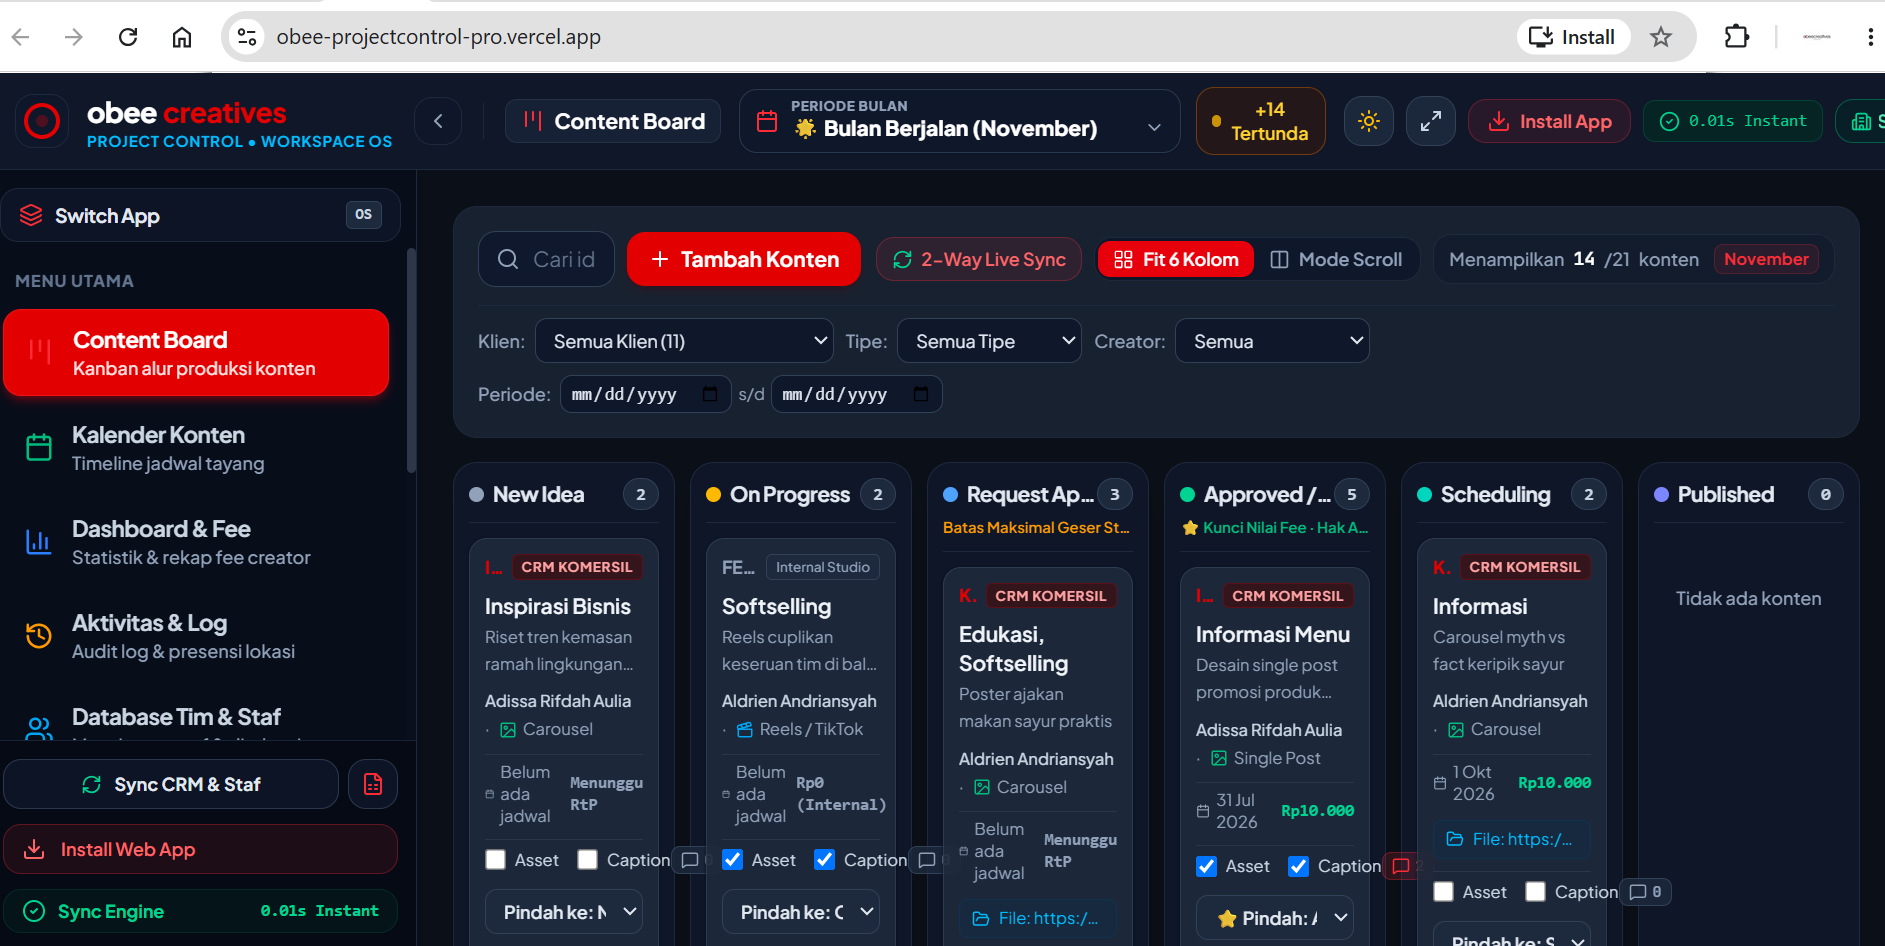 obee-projectcontrol-pro.vercel.app
Install
obee creatives
PROJECT CONTROL ● WORKSPACE OS
Content Board
PERIODE BULAN
🌟 Bulan Berjalan (November)
+14
Tertunda
Install App
0.01s Instant
Switch App
OS
MENU UTAMA
Content Board
Kanban alur produksi konten
Kalender Konten
Timeline jadwal tayang
Dashboard & Fee
Statistik & rekap fee creator
Aktivitas & Log
Audit log & presensi lokasi
Database Tim & Staf
Sync CRM & Staf
Install Web App
Sync Engine
0.01s Instant
Cari id
+ Tambah Konten
2-Way Live Sync
Fit 6 Kolom
Mode Scroll
Menampilkan 14 /21 konten
November
Klien:
Semua Klien (11)
Tipe:
Semua Tipe
Creator:
Semua
Periode:
mm/dd/yyyy
s/d
mm/dd/yyyy
New Idea
2
I...
CRM KOMERSIL
Inspirasi Bisnis
Riset tren kemasan
ramah lingkungan...
Adissa Rifdah Aulia
· Carousel
Belum
ada
jadwal
Menunggu
RtP
Asset
Caption
Pindah ke: N
On Progress
2
FE...
Internal Studio
Softselling
Reels cuplikan
keseruan tim di bal...
Aldrien Andriansyah
· Reels / TikTok
Belum
ada
jadwal
Rp0
(Internal)
Asset
Caption
Pindah ke: C
Request Ap...
3
Batas Maksimal Geser St...
K.
CRM KOMERSIL
Edukasi,
Softselling
Poster ajakan
makan sayur praktis
Aldrien Andriansyah
· Carousel
Belum
ada
jadwal
Menunggu
RtP
File: https:/...
Approved /...
5
⭐ Kunci Nilai Fee · Hak A...
I...
CRM KOMERSIL
Informasi Menu
Desain single post
promosi produk...
Adissa Rifdah Aulia
· Single Post
31 Jul
2026
Rp10.000
Asset
Caption
2
⭐ Pindah: A
Scheduling
2
K.
CRM KOMERSIL
Informasi
Carousel myth vs
fact keripik sayur
Aldrien Andriansyah
· Carousel
1 Okt
2026
Rp10.000
File: https:/...
Asset
Caption
0
Pindah ke: S
Published
0
Tidak ada konten